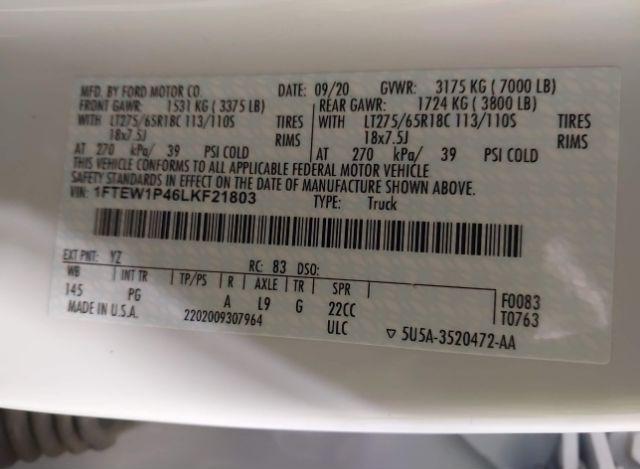 MFD. BY FORD MOTOR CO. DATE: 09/20 GVWR: 3175 KG ( 7000 LB)
FRONT GAWR: 1531 KG ( 3375 LB) REAR GAWR: 1724 KG ( 3800 LB)
WITH LT275/65R18C 113/110S TIRES WITH LT275/65R18C 113/110S TIRES
18x7.5J RIMS 18x7.5J RIMS
AT 270 kPa/ 39 PSI COLD AT 270 kPa/ 39 PSI COLD
THIS VEHICLE CONFORMS TO ALL APPLICABLE FEDERAL MOTOR VEHICLE
SAFETY STANDARDS IN EFFECT ON THE DATE OF MANUFACTURE SHOWN ABOVE.
VIN: 1FTEW1P46LKF21803 TYPE: Truck
EXT PNT: YZ RC: 83 DSO:
WB INT TR TP/PS R AXLE TR SPR
145 PG A L9 G 22CC F0083
MADE IN U.S.A. 2202009307964 ULC T0763
▽ 5U5A-3520472-AA